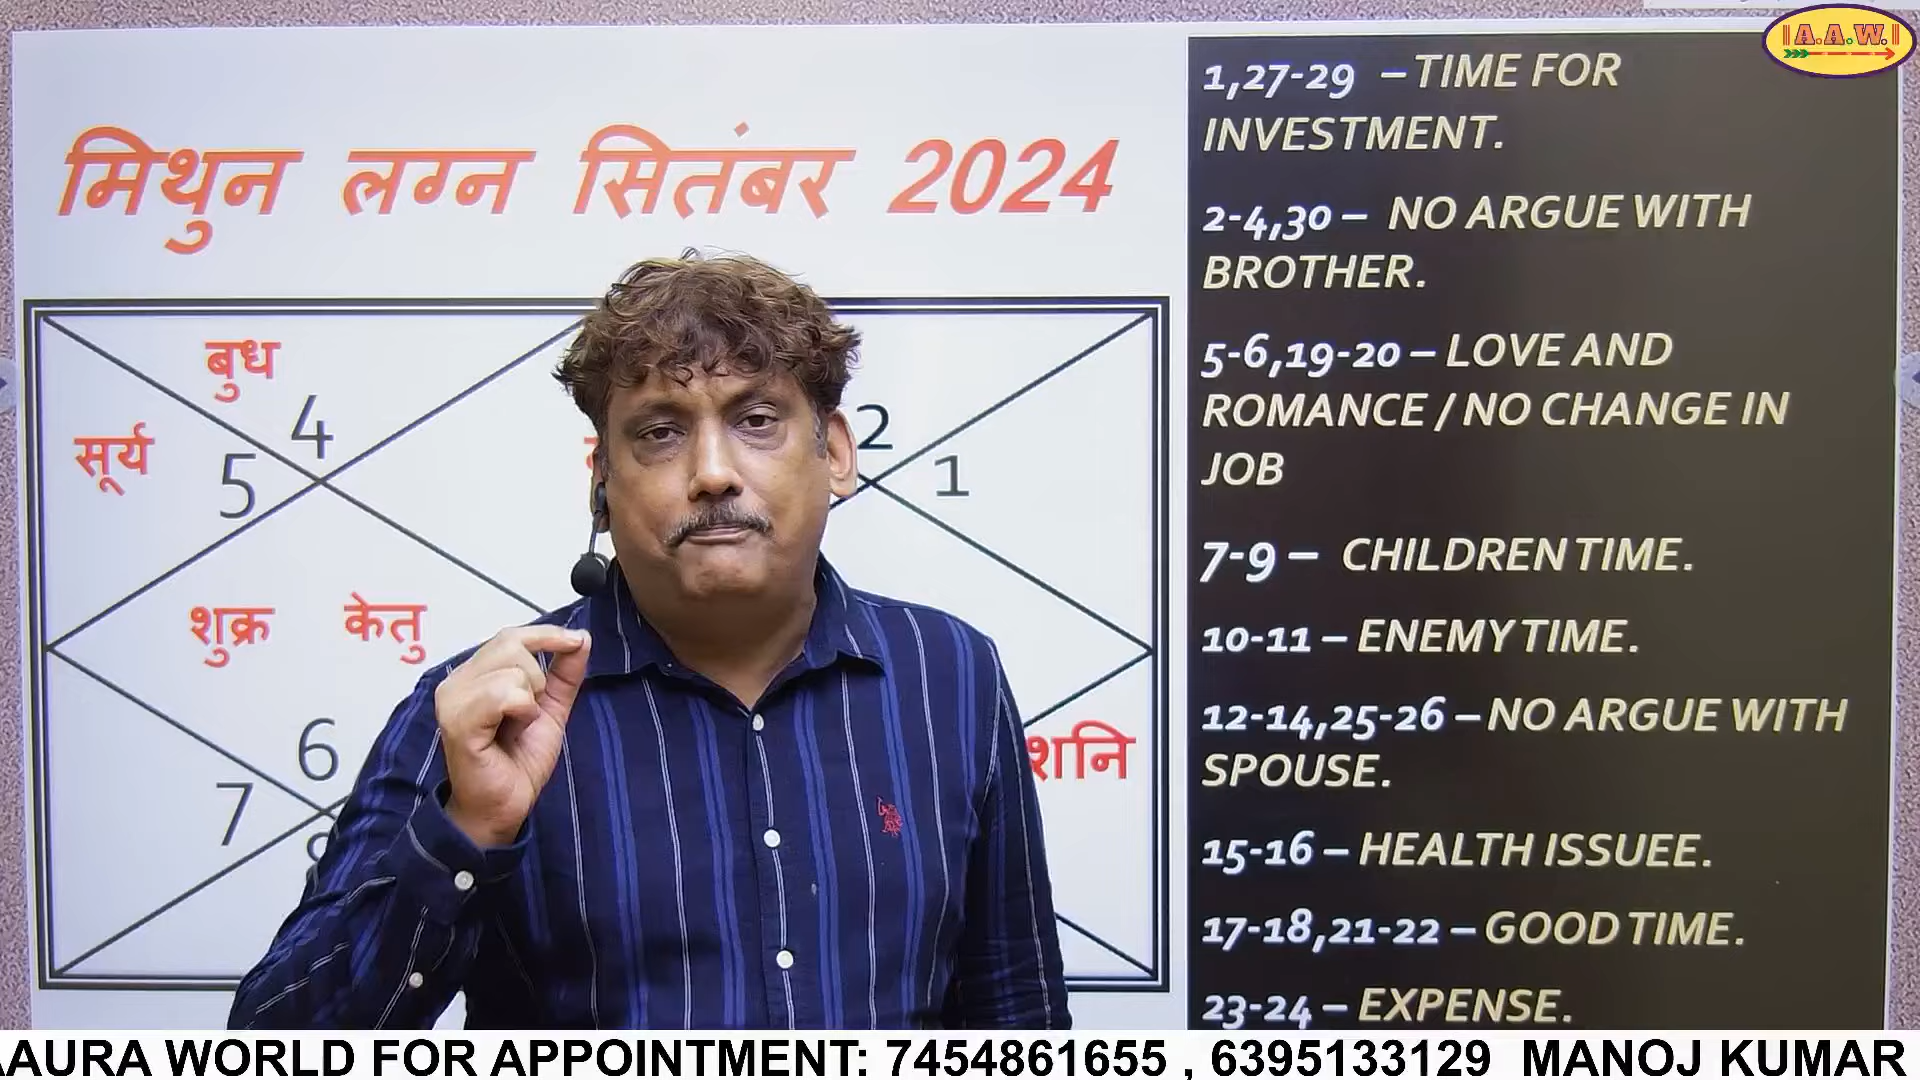 A.A.W.
मिथुन लग्न सितंबर 2024
बुध
4
सूर्य
5
2
1
शुक्र केतु
6
7
शनि
1,27-29 – TIME FOR
INVESTMENT.
2-4,30 – NO ARGUE WITH
BROTHER.
5-6,19-20 – LOVE AND
ROMANCE / NO CHANGE IN
JOB
7-9 – CHILDREN TIME.
10-11 – ENEMY TIME.
12-14,25-26 – NO ARGUE WITH
SPOUSE.
15-16 – HEALTH ISSUEE.
17-18,21-22 – GOOD TIME.
23-24 – EXPENSE.
AURA WORLD FOR APPOINTMENT: 7454861655 , 6395133129 MANOJ KUMAR